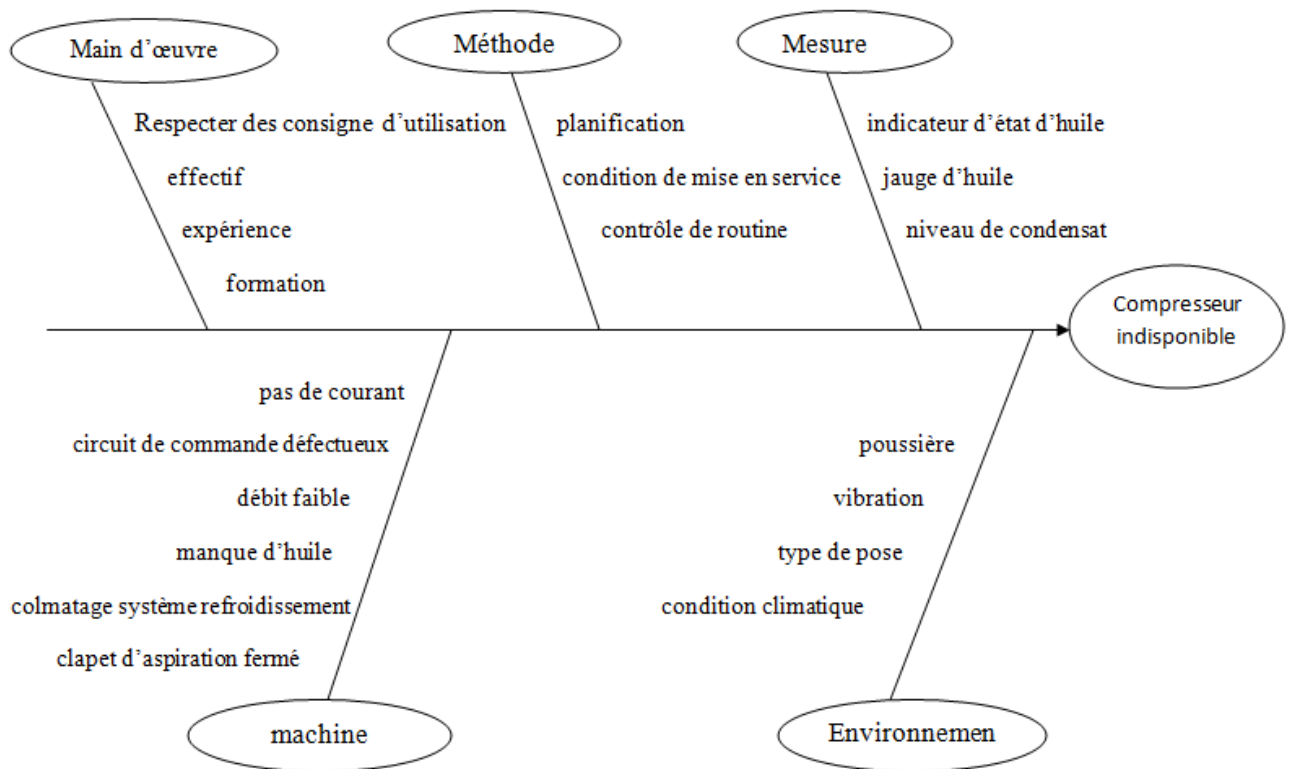 Main d’œuvre
Méthode
Mesure
Respecter des consigne d’utilisation
effectif
expérience
formation
planification
condition de mise en service
contrôle de routine
indicateur d’état d’huile
jauge d’huile
niveau de condensat
Compresseur
indisponible
pas de courant
circuit de commande défectueux
débit faible
manque d’huile
colmatage système refroidissement
clapet d’aspiration fermé
poussière
vibration
type de pose
condition climatique
machine
Environnemen